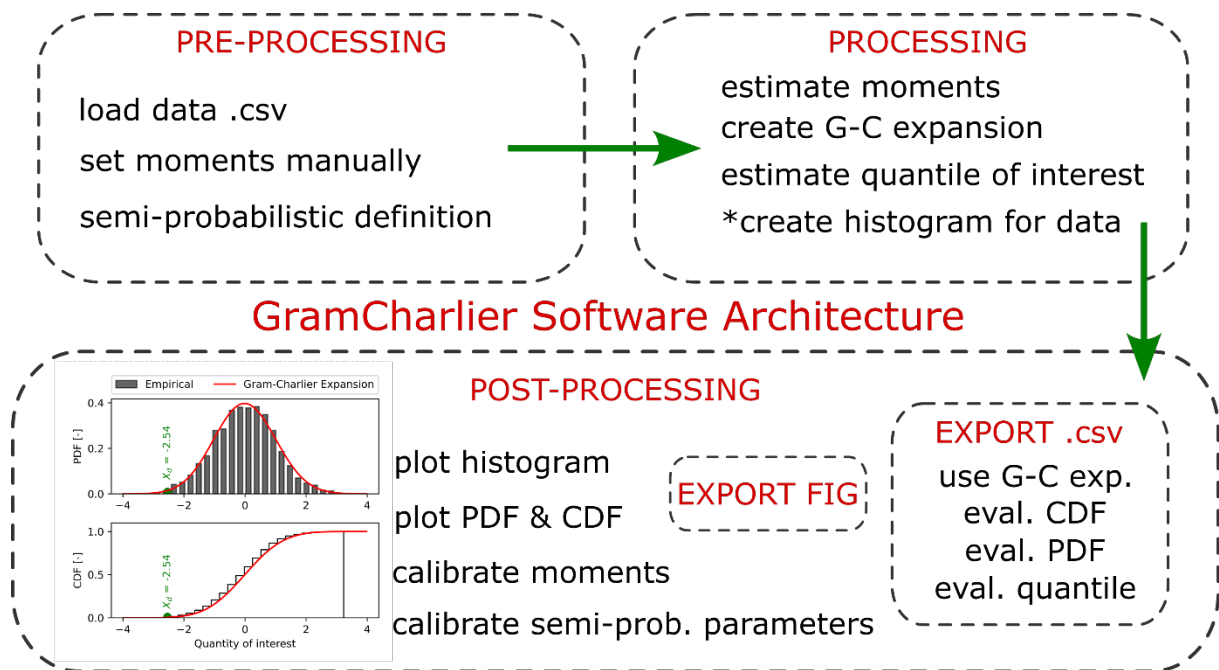 PRE-PROCESSING
load data .csv
set moments manually
semi-probabilistic definition
PROCESSING
estimate moments
create G-C expansion
estimate quantile of interest
*create histogram for data
GramCharlier Software Architecture
POST-PROCESSING
Empirical
Gram-Charlier Expansion
PDF [-]
0.4
0.2
0.0
X_d = -2.54
−4
−2
0
2
4
CDF [-]
1.0
0.5
0.0
X_d = -2.54
−4
−2
0
2
4
Quantity of interest
plot histogram
plot PDF & CDF
calibrate moments
calibrate semi-prob. parameters
EXPORT FIG
EXPORT .csv
use G-C exp.
eval. CDF
eval. PDF
eval. quantile